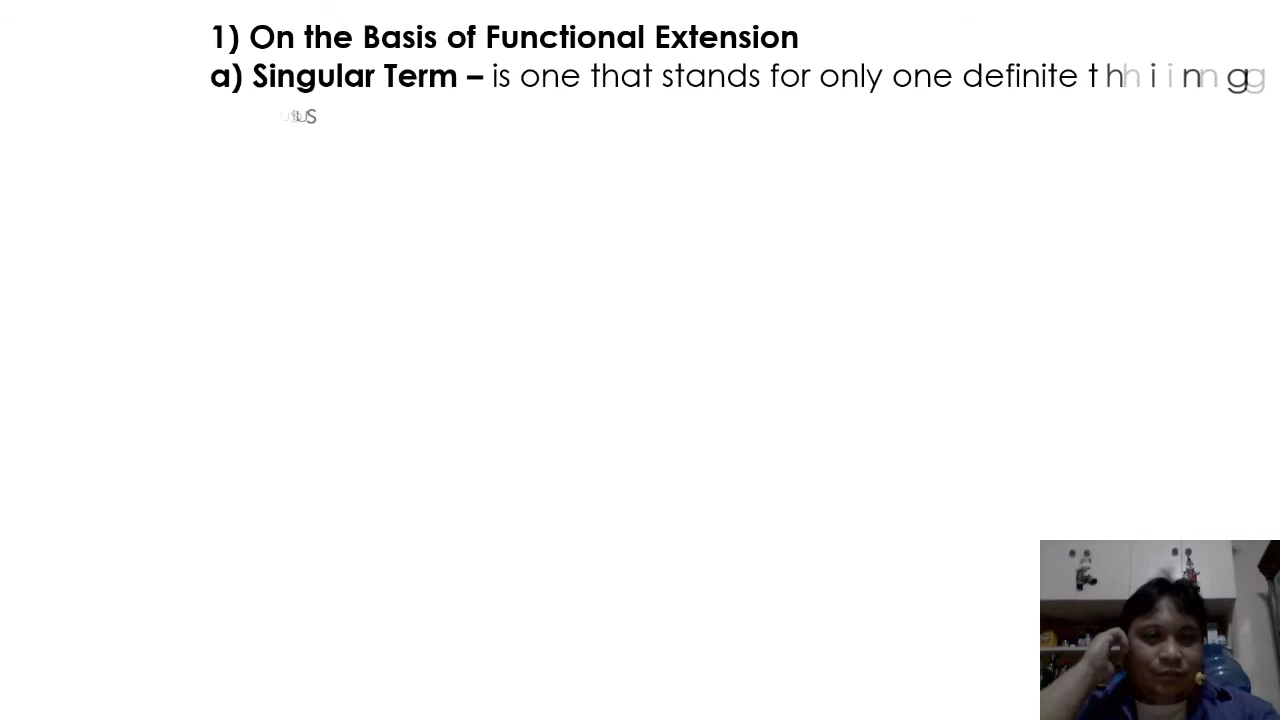 1) On the Basis of Functional Extension
a) Singular Term – is one that stands for only one definite thing